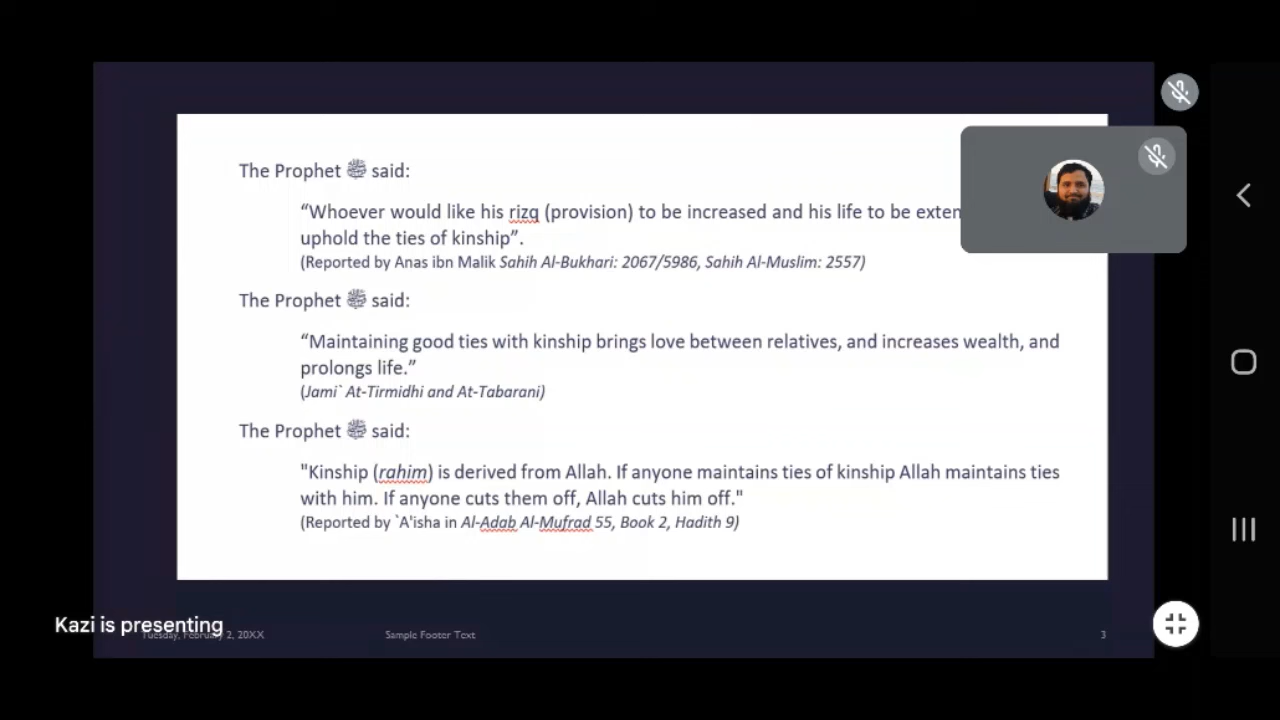 The Prophet ﷺ said:
“Whoever would like his rizq (provision) to be increased and his life to be
uphold the ties of kinship”.
(Reported by Anas ibn Malik Sahih Al-Bukhari: 2067/5986, Sahih Al-Muslim: 2557)
The Prophet ﷺ said:
“Maintaining good ties with kinship brings love between relatives, and increases wealth, and
prolongs life.”
(Jami` At-Tirmidhi and At-Tabarani)
The Prophet ﷺ said:
"Kinship (rahim) is derived from Allah. If anyone maintains ties of kinship Allah maintains ties
with him. If anyone cuts them off, Allah cuts him off."
(Reported by `A'isha in Al-Adab Al-Mufrad 55, Book 2, Hadith 9)
Kazi is presenting
Tuesday, February 2, 20XX
Sample Footer Text
3